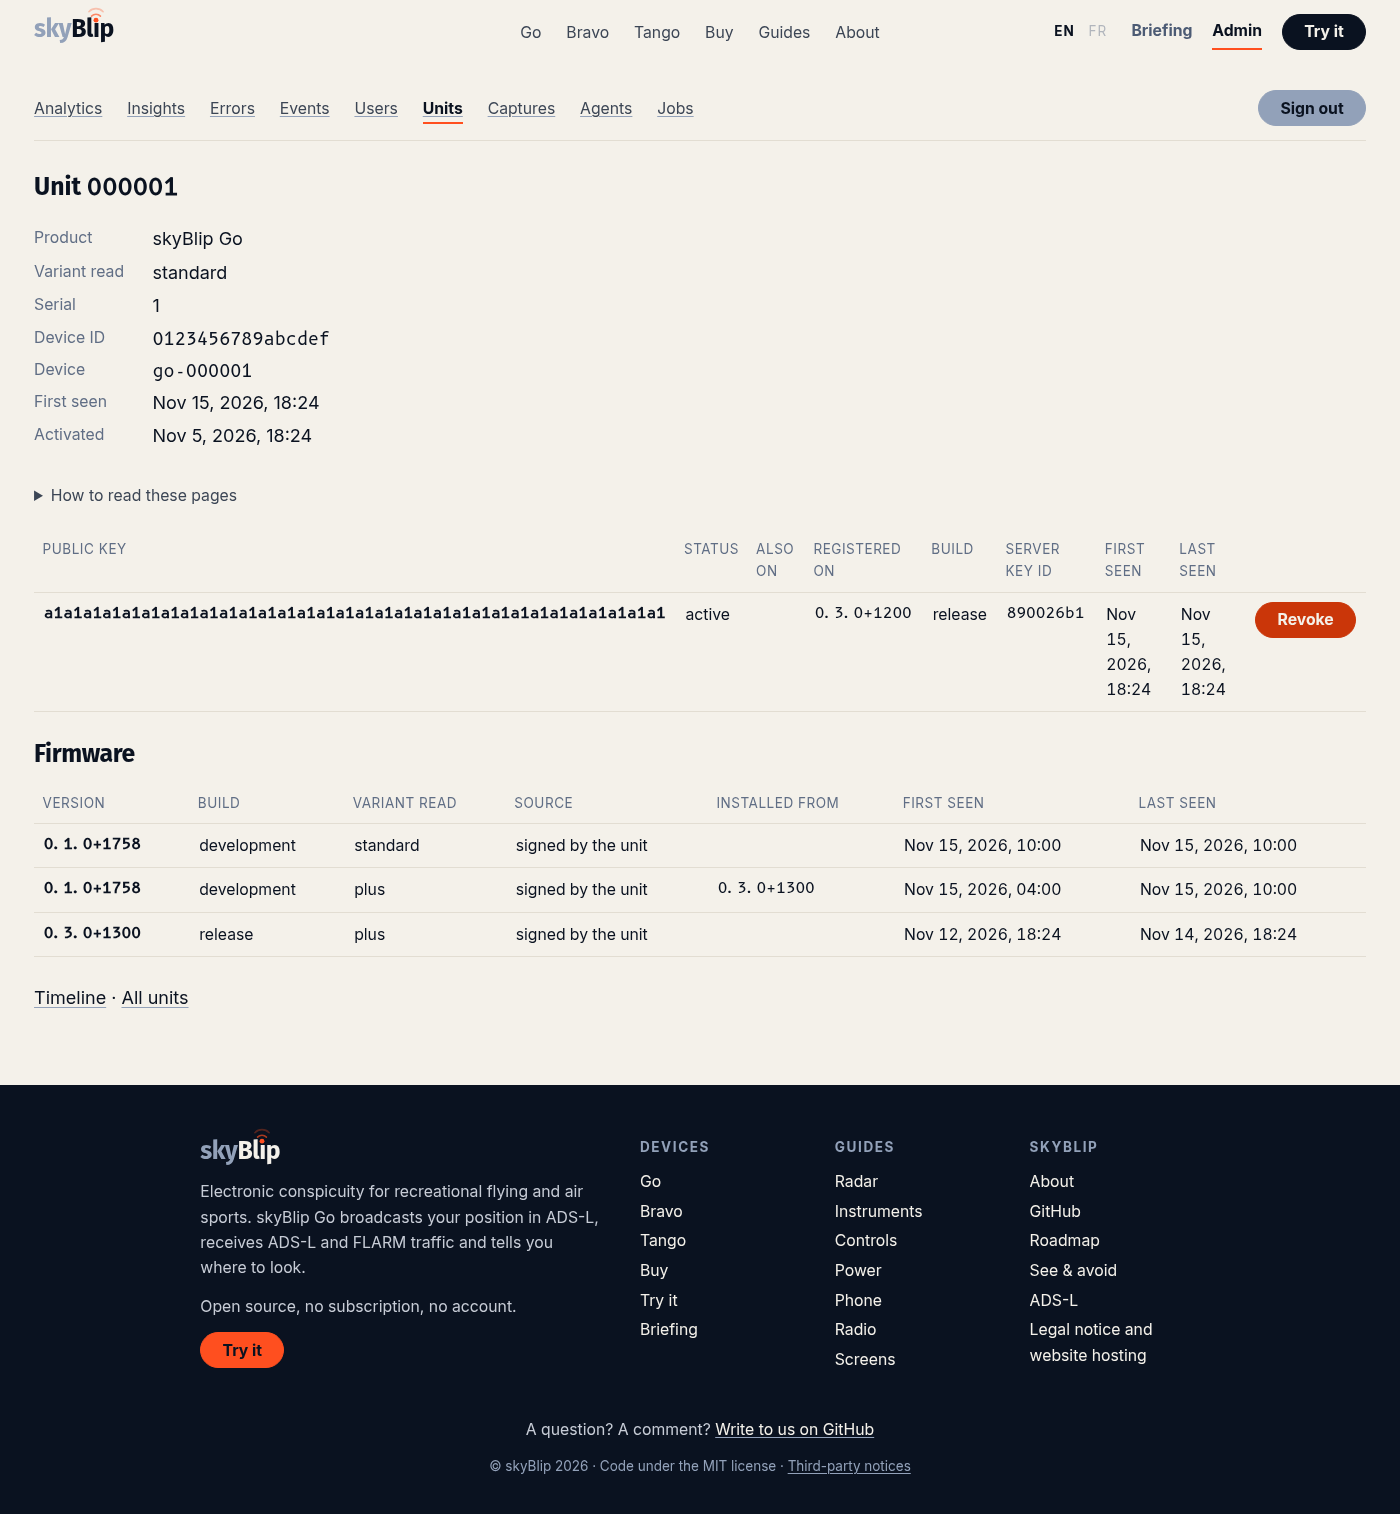 skyBlip
Go Bravo Tango Buy Guides About
EN FR Briefing Admin Try it
Analytics Insights Errors Events Users Units Captures Agents Jobs Sign out
Unit 000001
Product skyBlip Go
Variant read standard
Serial 1
Device ID 0123456789abcdef
Device go-000001
First seen Nov 15, 2026, 18:24
Activated Nov 5, 2026, 18:24
How to read these pages
PUBLIC KEY STATUS ALSO ON REGISTERED ON BUILD SERVER KEY ID FIRST SEEN LAST SEEN
a1a1a1a1a1a1a1a1a1a1a1a1a1a1a1a1a1a1a1a1a1a1a1a1a1a1a1a1a1a1a1a1 active 0.3.0+1200 release 890026b1 Nov 15, 2026, 18:24 Nov 15, 2026, 18:24 Revoke
Firmware
VERSION BUILD VARIANT READ SOURCE INSTALLED FROM FIRST SEEN LAST SEEN
0.1.0+1758 development standard signed by the unit Nov 15, 2026, 10:00 Nov 15, 2026, 10:00
0.1.0+1758 development plus signed by the unit 0.3.0+1300 Nov 15, 2026, 04:00 Nov 15, 2026, 10:00
0.3.0+1300 release plus signed by the unit Nov 12, 2026, 18:24 Nov 14, 2026, 18:24
Timeline · All units
skyBlip
Electronic conspicuity for recreational flying and air
sports. skyBlip Go broadcasts your position in ADS-L,
receives ADS-L and FLARM traffic and tells you
where to look.
Open source, no subscription, no account.
Try it
DEVICES
Go
Bravo
Tango
Buy
Try it
Briefing
GUIDES
Radar
Instruments
Controls
Power
Phone
Radio
Screens
SKYBLIP
About
GitHub
Roadmap
See & avoid
ADS-L
Legal notice and
website hosting
A question? A comment? Write to us on GitHub
© skyBlip 2026 · Code under the MIT license · Third-party notices